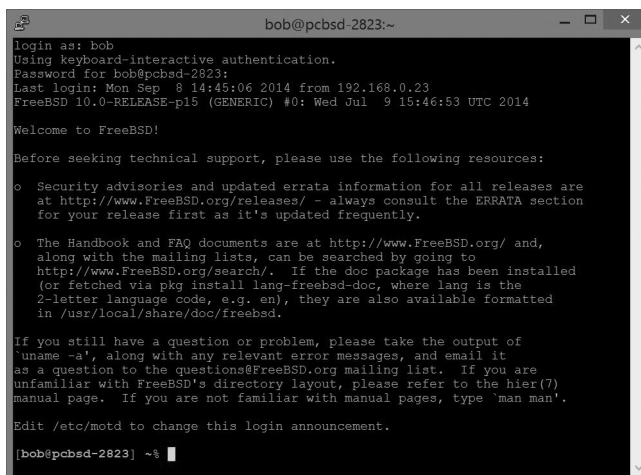 bob@pcbsd-2823:~
login as: bob
Using keyboard-interactive authentication.
Password for bob@pcbsd-2823:
Last login: Mon Sep  8 14:45:06 2014 from 192.168.0.23
FreeBSD 10.0-RELEASE-p15 (GENERIC) #0: Wed Jul  9 15:46:53 UTC 2014
Welcome to FreeBSD!
Before seeking technical support, please use the following resources:
o  Security advisories and updated errata information for all releases are
at http://www.FreeBSD.org/releases/ - always consult the ERRATA section
for your release first as it's updated frequently.
o  The Handbook and FAQ documents are at http://www.FreeBSD.org/ and,
along with the mailing lists, can be searched by going to
http://www.FreeBSD.org/search/.  If the doc package has been installed
(or fetched via pkg install lang-freebsd-doc, where lang is the
2-letter language code, e.g. en), they are also available formatted
in /usr/local/share/doc/freebsd.
If you still have a question or problem, please take the output of
`uname -a', along with any relevant error messages, and email it
as a question to the questions@FreeBSD.org mailing list.  If you are
unfamiliar with FreeBSD's directory layout, please refer to the hier(7)
manual page.  If you are not familiar with manual pages, type `man man'.
Edit /etc/motd to change this login announcement.
[bob@pcbsd-2823] ~%